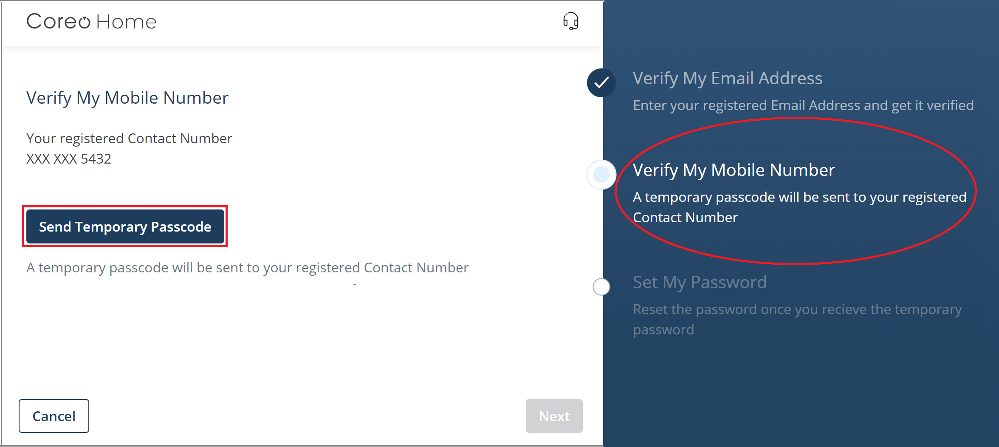 Coreo Home
Verify My Mobile Number
Your registered Contact Number
XXX XXX 5432
Send Temporary Passcode
A temporary passcode will be sent to your registered Contact Number
Cancel
Next
Verify My Email Address
Enter your registered Email Address and get it verified
Verify My Mobile Number
A temporary passcode will be sent to your registered
Contact Number
Set My Password
Reset the password once you recieve the temporary
password